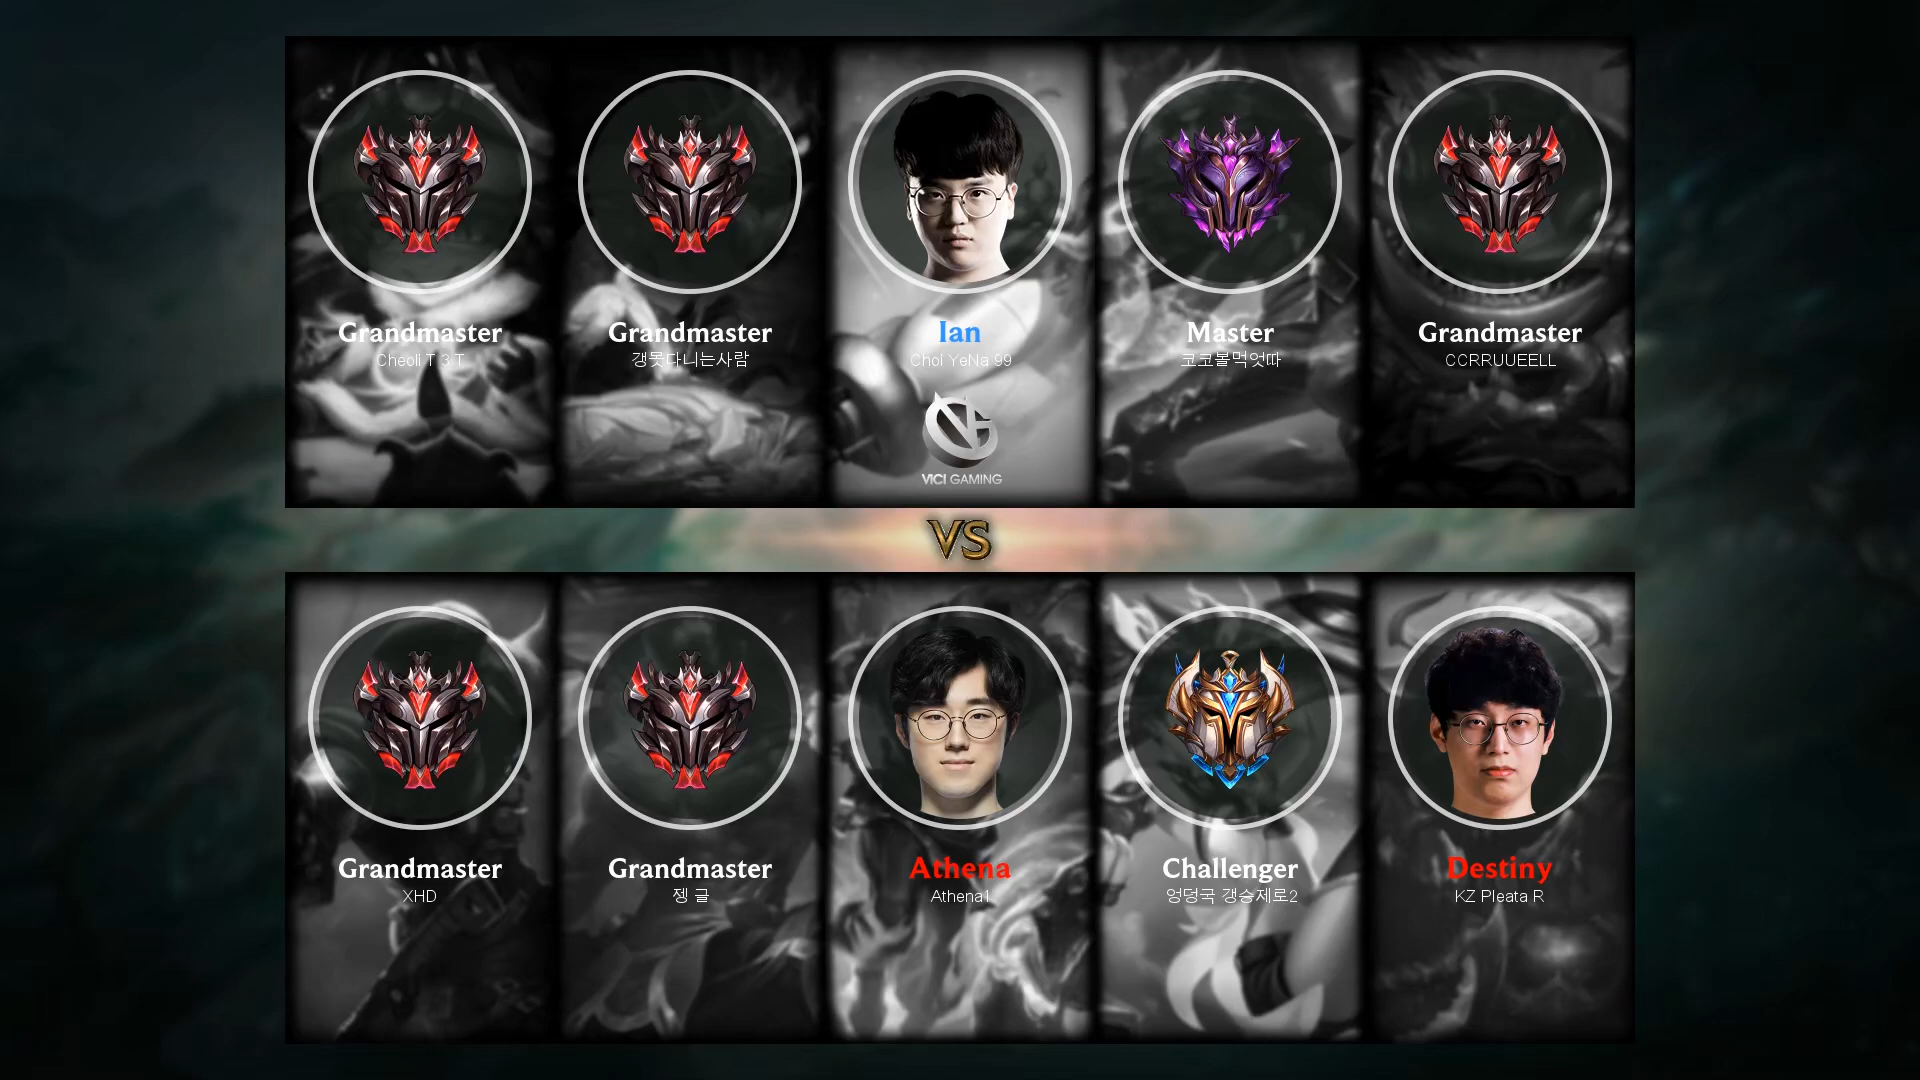 Grandmaster
Cheoli T 3 T
Grandmaster
갱못다니는사람
Ian
Choi YeNa 99
VICI GAMING
Master
코코볼먹엇따
Grandmaster
CCRRUUEELL
VS
Grandmaster
XHD
Grandmaster
젱 글
Athena
Athena1
Challenger
엉덩국 갱승제로2
Destiny
KZ Pleata R